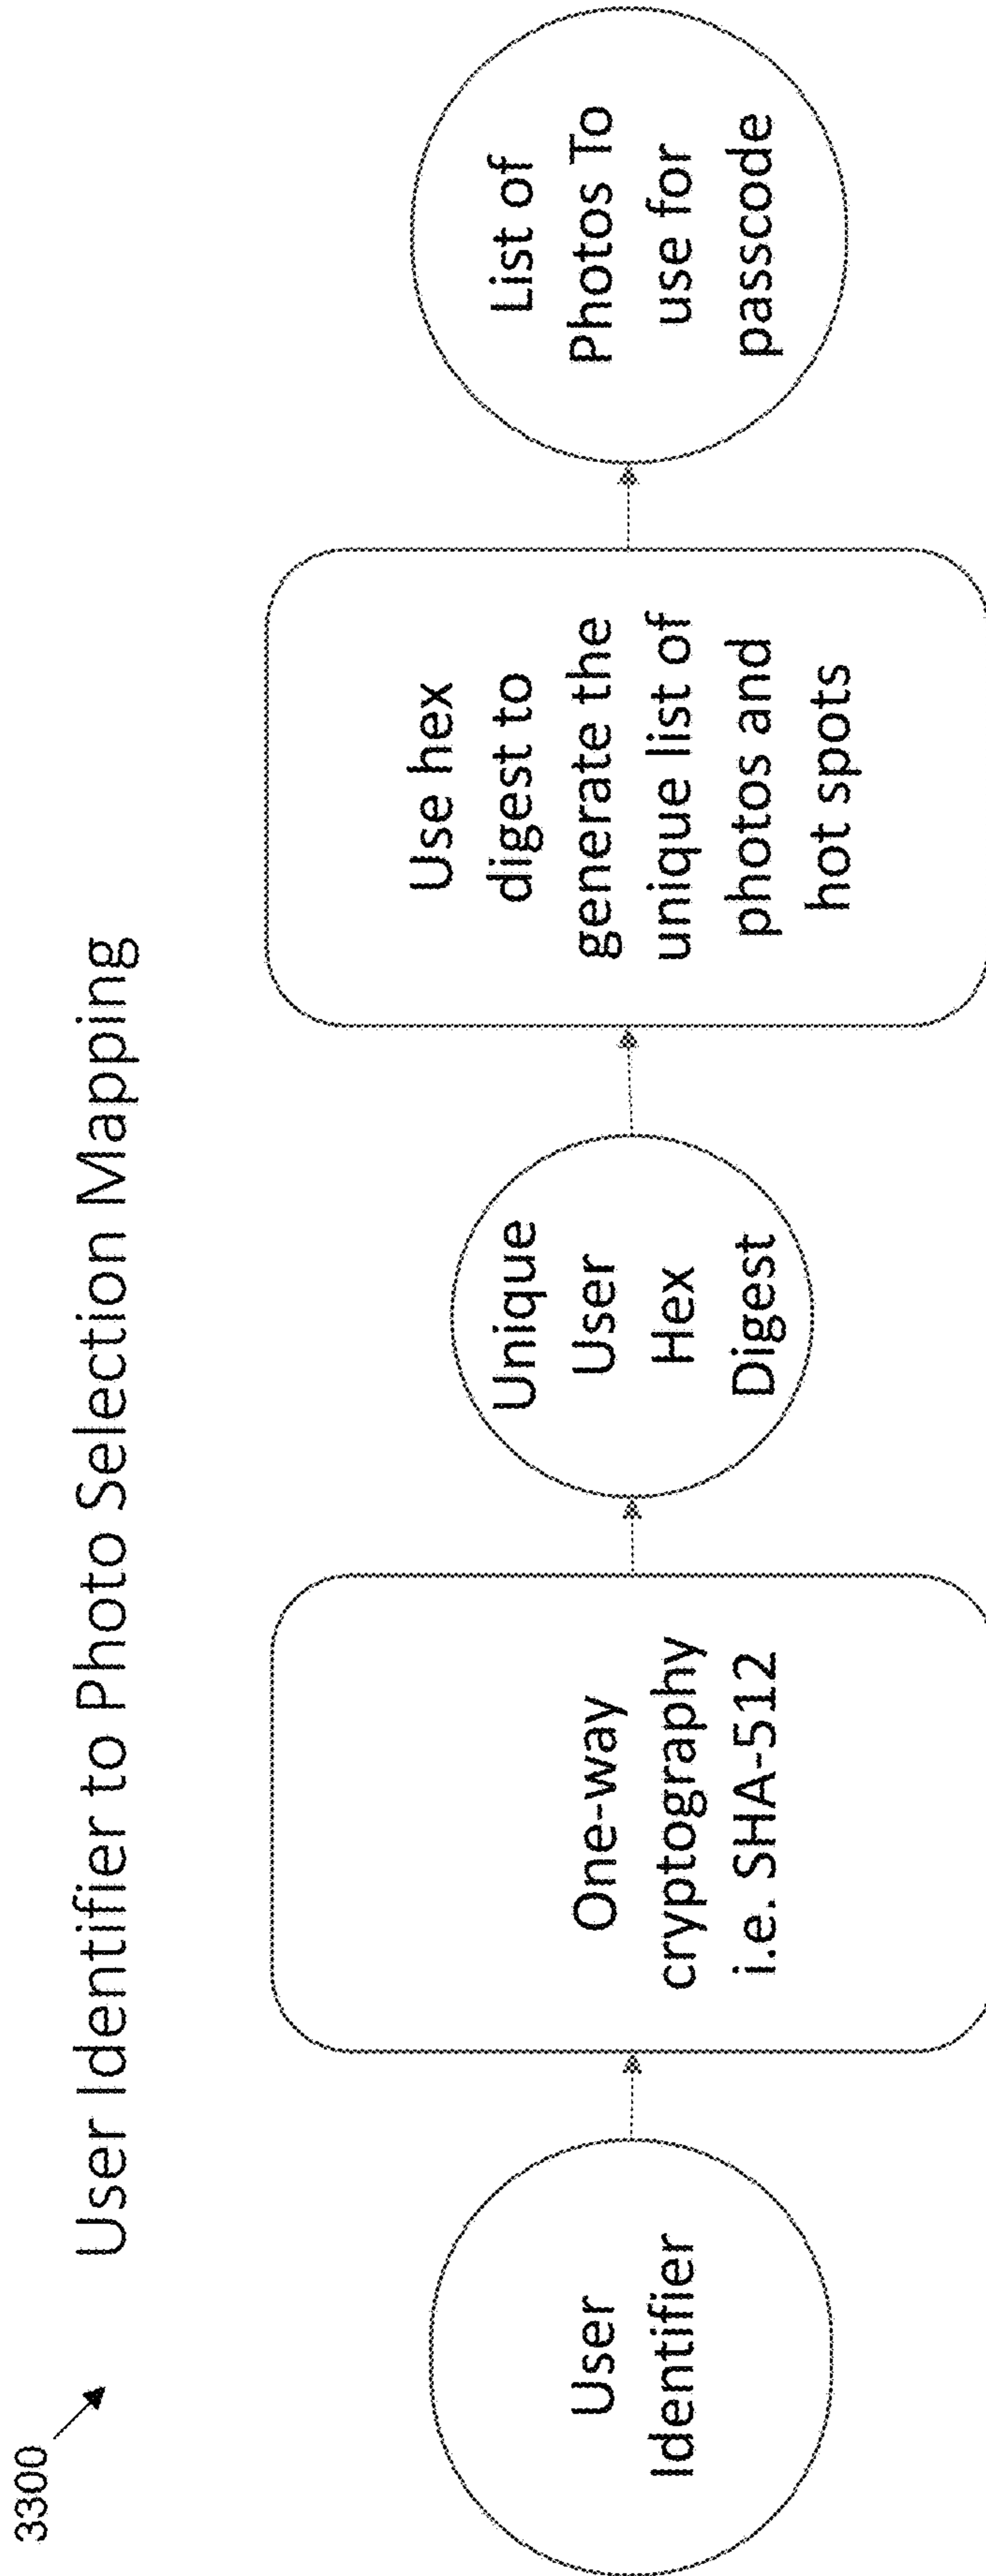 3300
User Identifier to Photo Selection Mapping
User
Identifier
One-way
cryptography
i.e. SHA-512
Unique
User
Hex
Digest
Use hex
digest to
generate the
unique list of
photos and
hot spots
List of
Photos To
use for
passcode